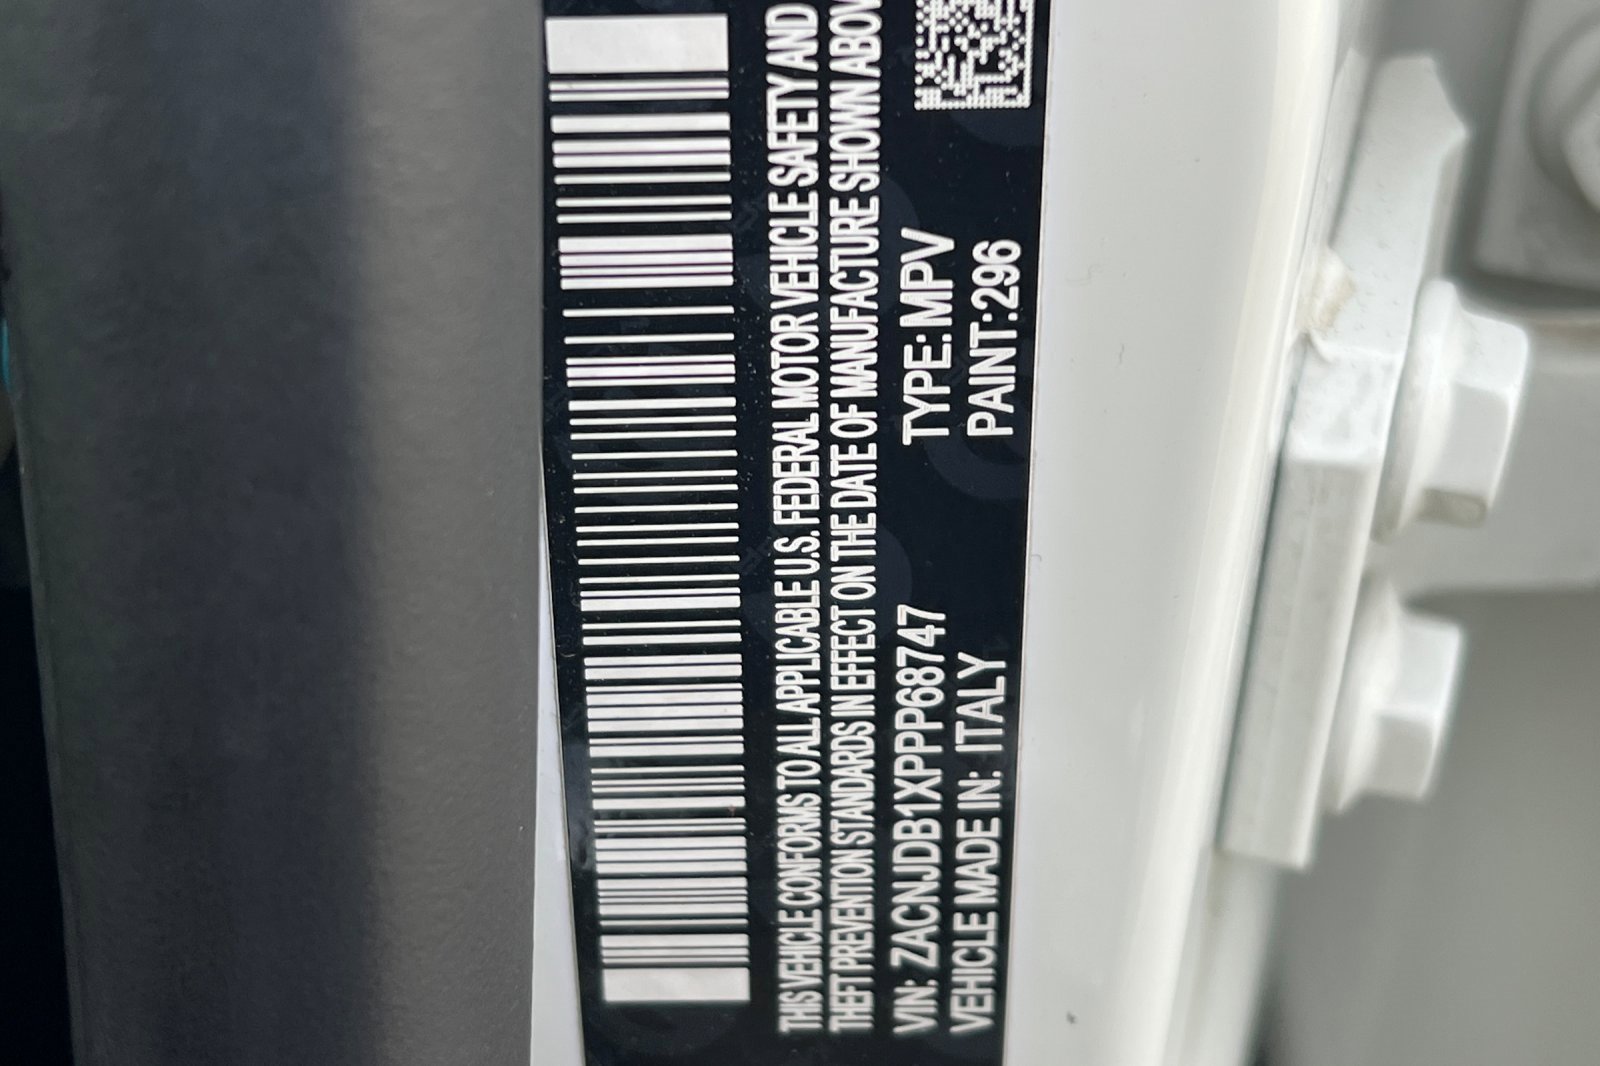 THIS VEHICLE CONFORMS TO ALL APPLICABLE U.S. FEDERAL MOTOR VEHICLE SAFETY AND
THEFT PREVENTION STANDARDS IN EFFECT ON THE DATE OF MANUFACTURE SHOWN ABOV
VIN: ZACNJDB1XPPP68747 TYPE: MPV
VEHICLE MADE IN: ITALY PAINT:296